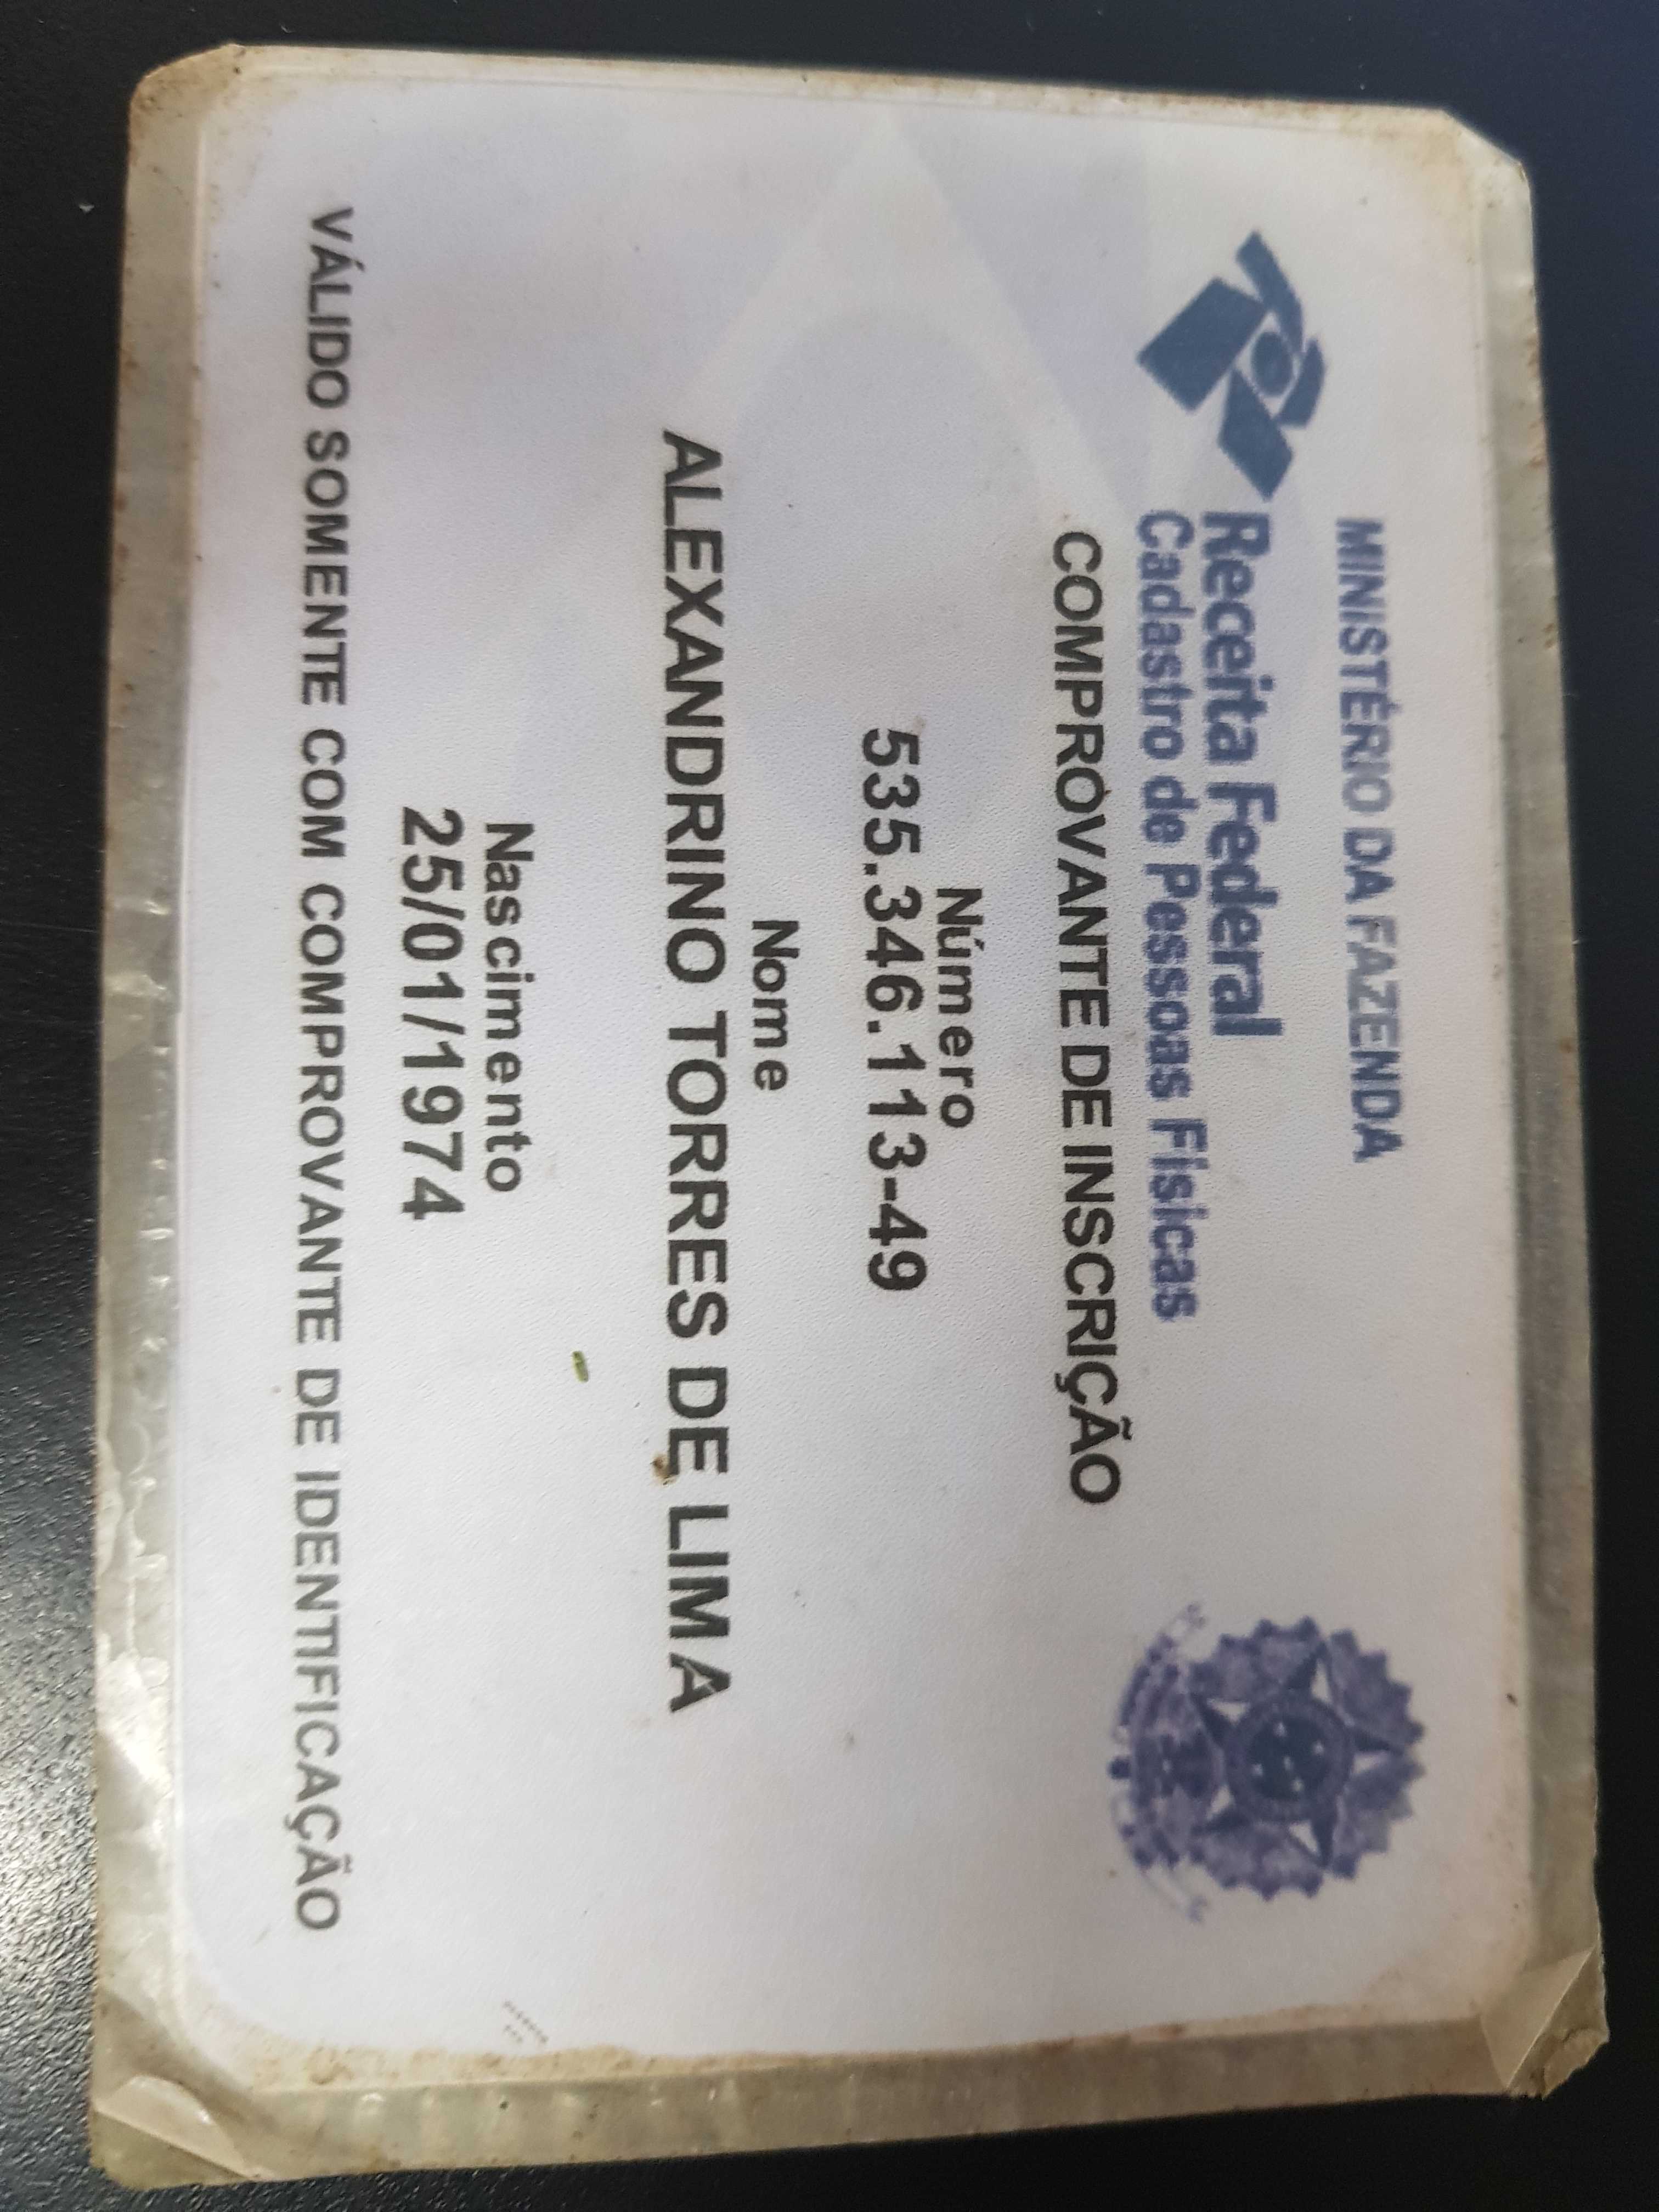 MINISTÉRIO DA FAZENDA
Receita Federal
Cadastro de Pessoas Físicas
COMPROVANTE DE INSCRIÇÃO
Número
535.346.113-49
Nome
ALEXANDRINO TORRES DE LIMA
Nascimento
25/01/1974
VÁLIDO SOMENTE COM COMPROVANTE DE IDENTIFICAÇÃO